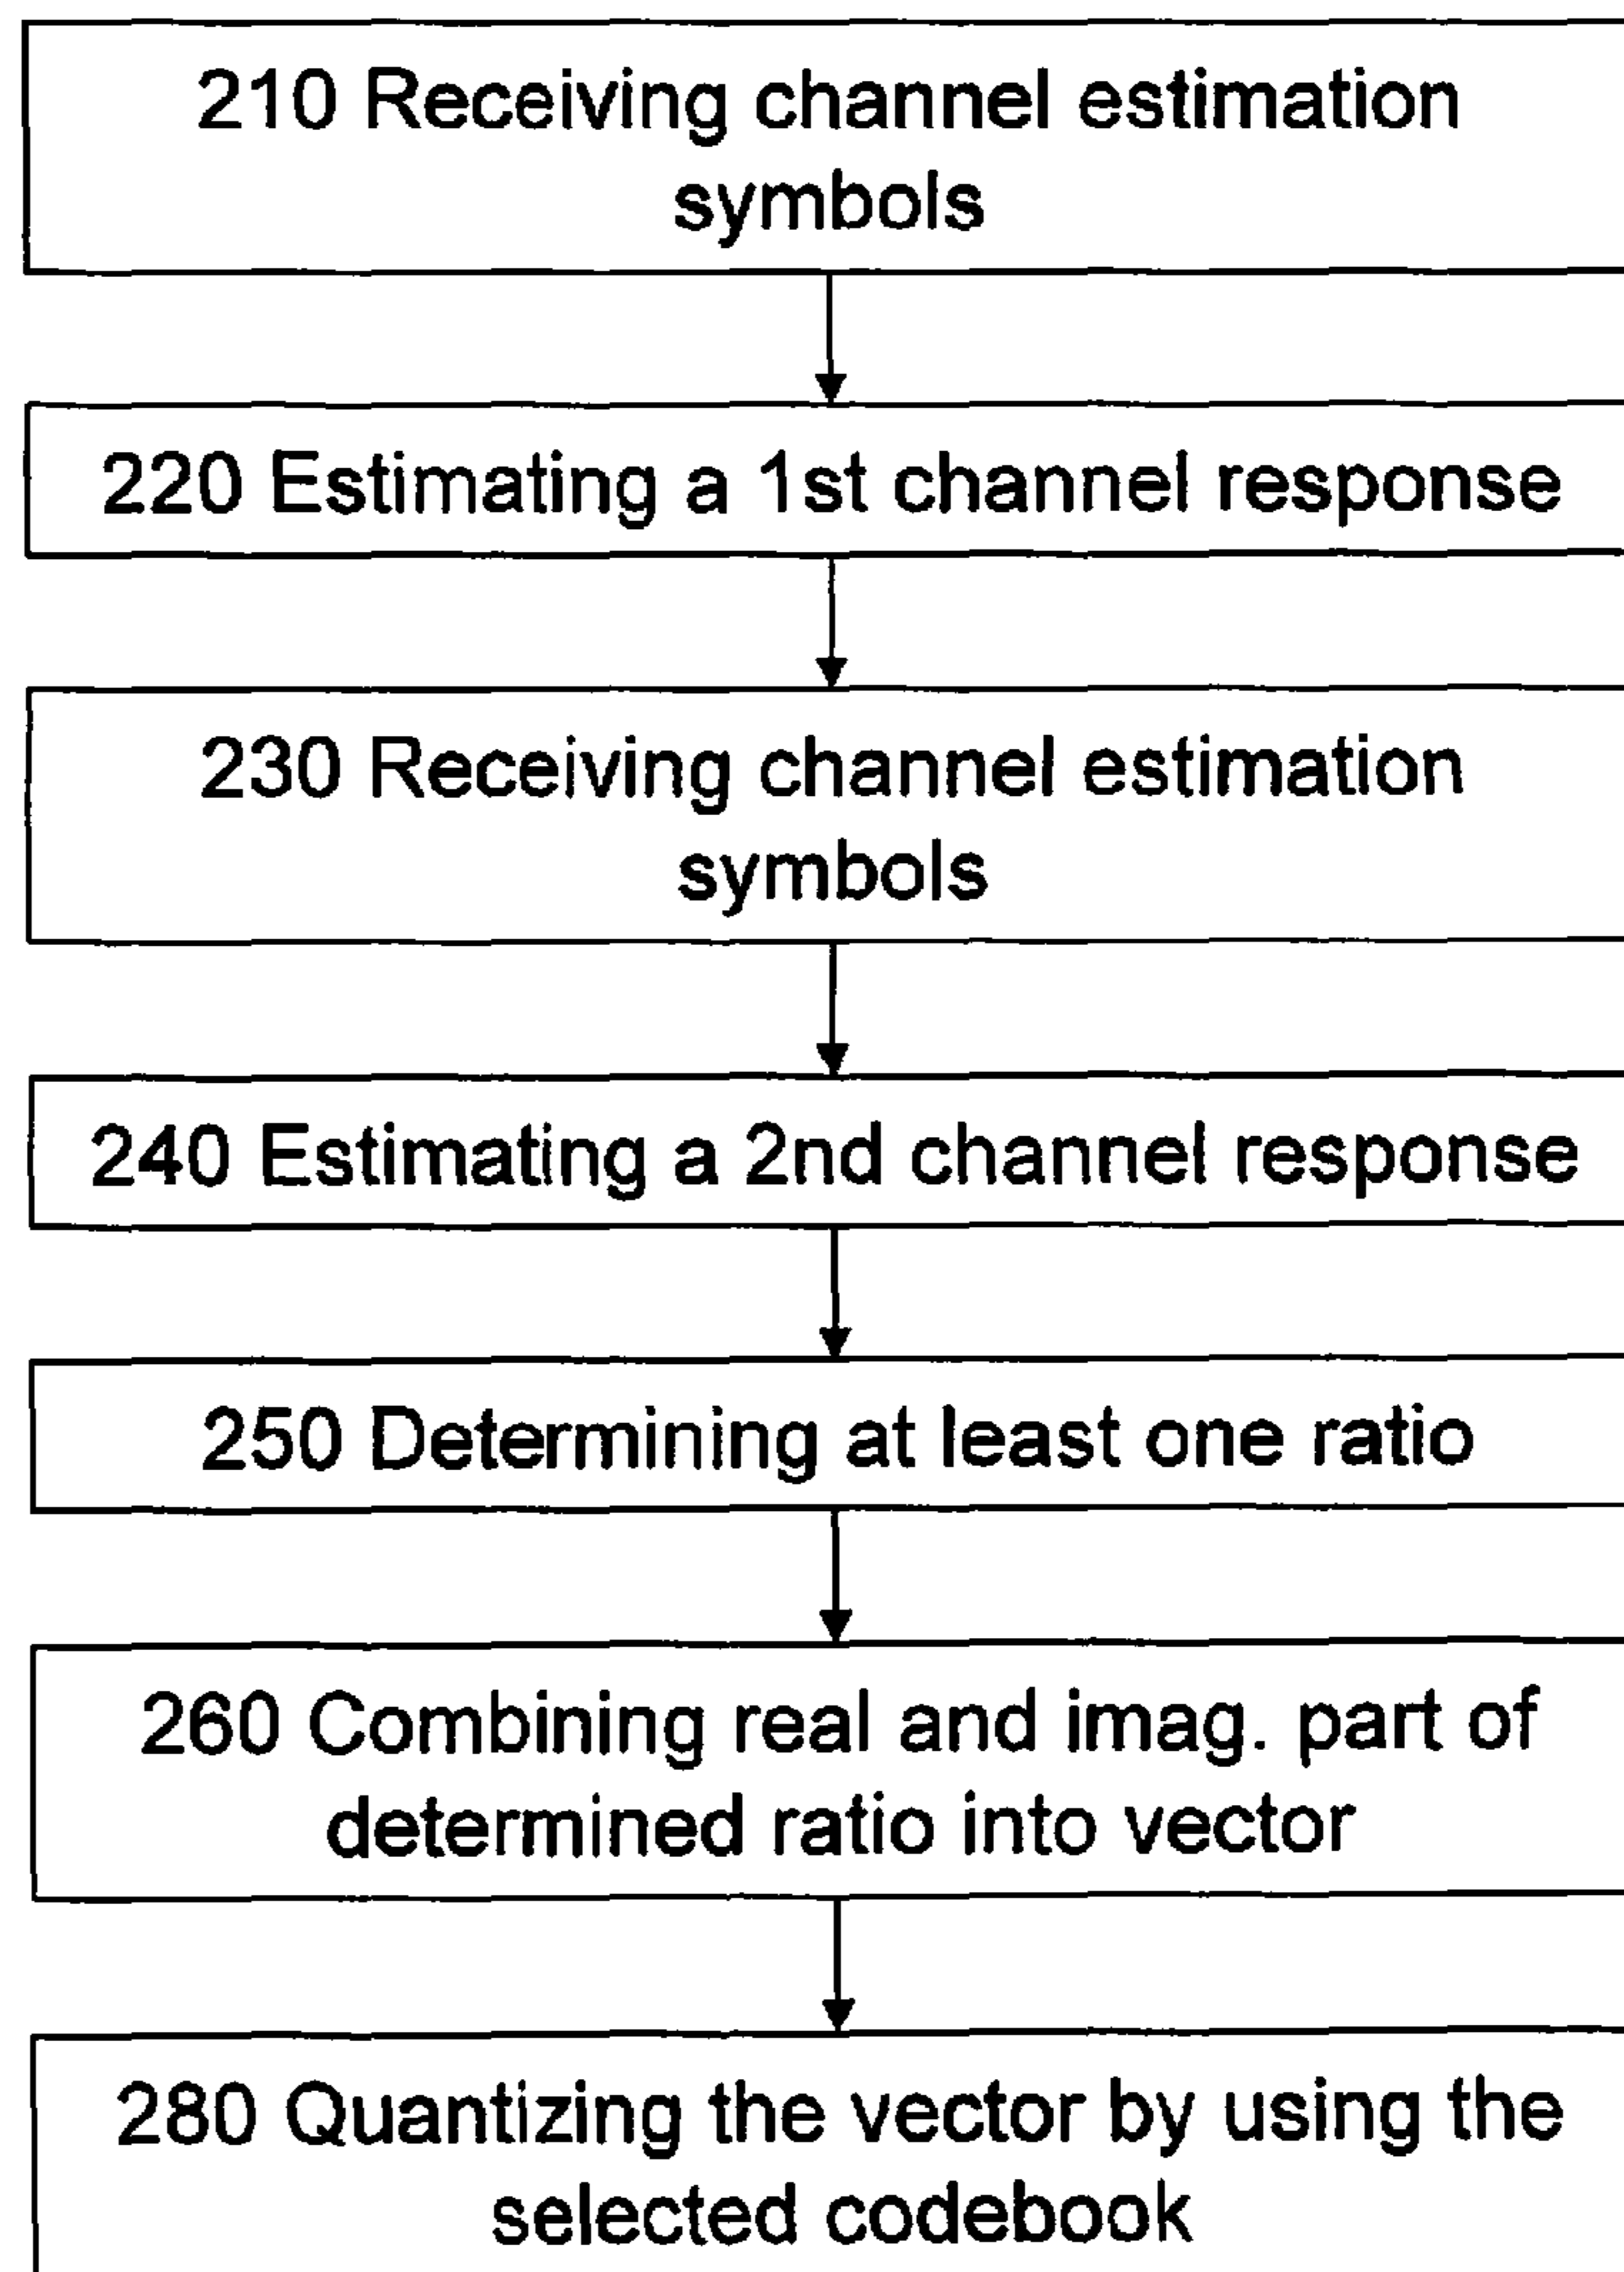 210 Receiving channel estimation
symbols
220 Estimating a 1st channel response
230 Receiving channel estimation
symbols
240 Estimating a 2nd channel response
250 Determining at least one ratio
260 Combining real and imag. part of
determined ratio into vector
280 Quantizing the vector by using the
selected codebook